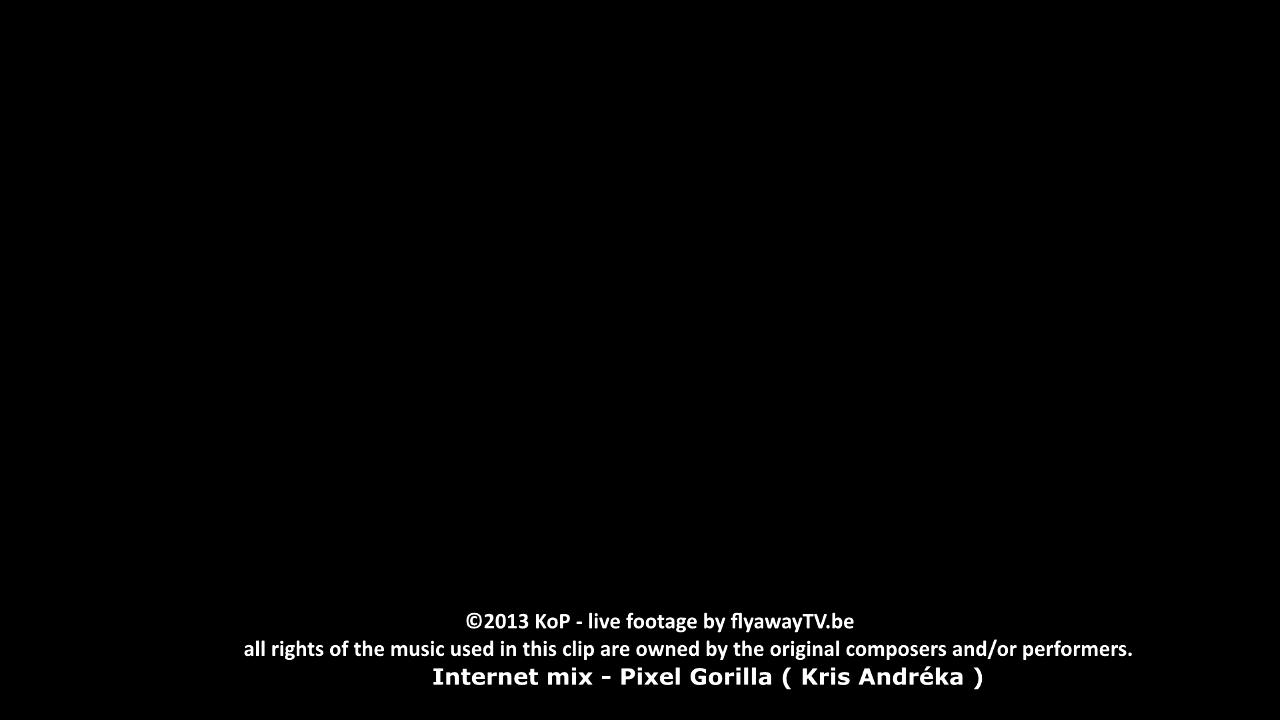 ©2013 KoP - live footage by flyawayTV.be
all rights of the music used in this clip are owned by the original composers and/or performers.
Internet mix - Pixel Gorilla ( Kris Andréka )